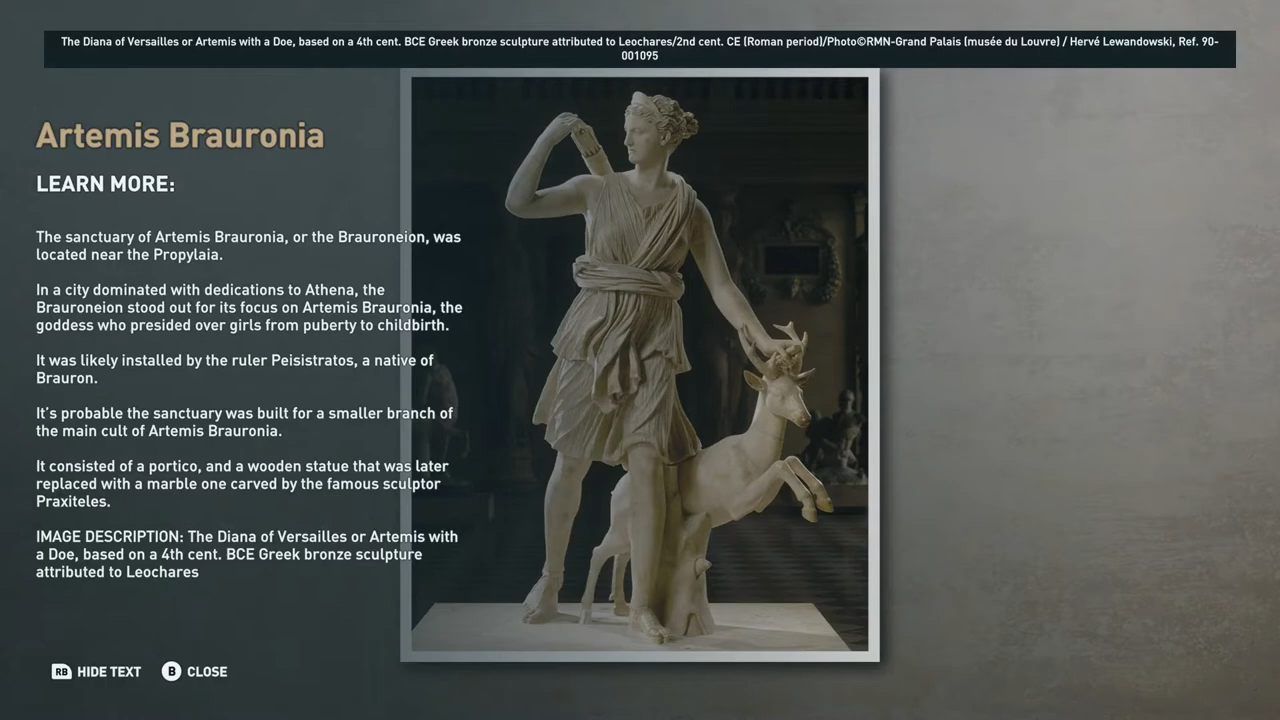 The Diana of Versailles or Artemis with a Doe, based on a 4th cent. BCE Greek bronze sculpture attributed to Leochares/2nd cent. CE (Roman period)/Photo©RMN-Grand Palais (musée du Louvre) / Hervé Lewandowski, Ref. 90-
001095
Artemis Brauronia
LEARN MORE:
The sanctuary of Artemis Brauronia, or the Brauroneion, was
located near the Propylaia.
In a city dominated with dedications to Athena, the
Brauroneion stood out for its focus on Artemis Brauronia, the
goddess who presided over girls from puberty to childbirth.
It was likely installed by the ruler Peisistratos, a native of
Brauron.
It's probable the sanctuary was built for a smaller branch of
the main cult of Artemis Brauronia.
It consisted of a portico, and a wooden statue that was later
replaced with a marble one carved by the famous sculptor
Praxiteles.
IMAGE DESCRIPTION: The Diana of Versailles or Artemis with
a Doe, based on a 4th cent. BCE Greek bronze sculpture
attributed to Leochares
RB HIDE TEXT B CLOSE